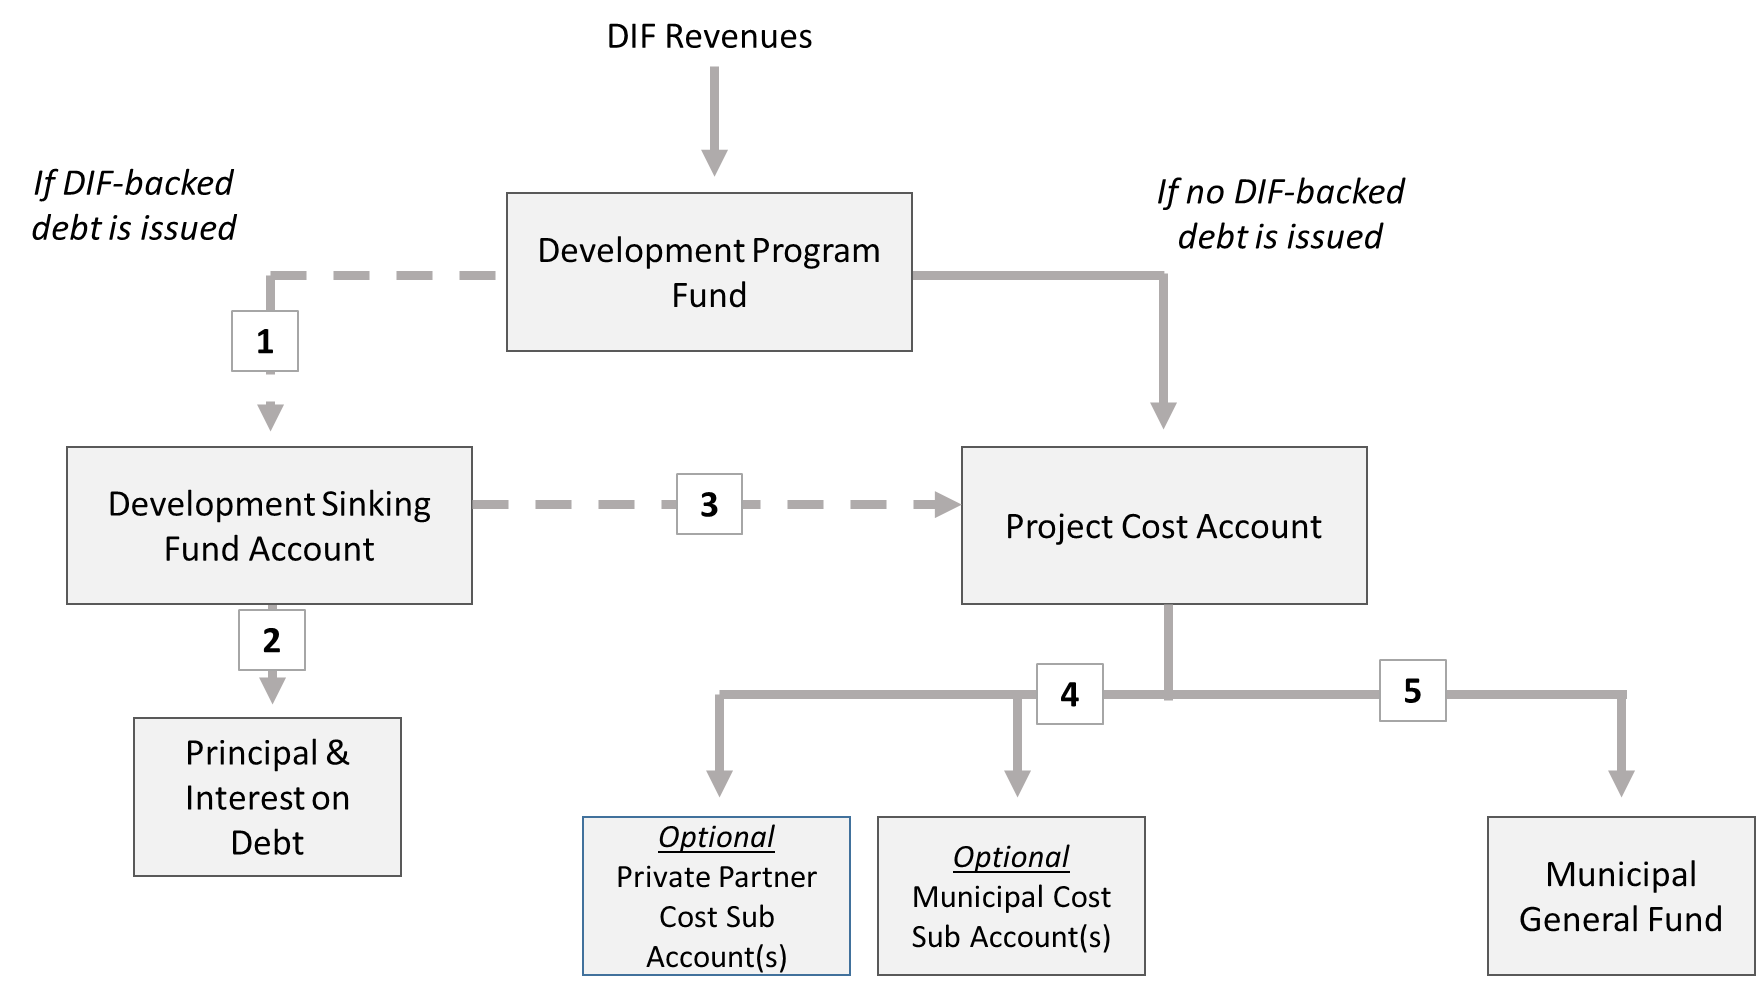 DIF Revenues
If DIF-backed
debt is issued
If no DIF-backed
debt is issued
Development Program
Fund
1
Development Sinking
Fund Account
3
Project Cost Account
2
4
5
Principal &
Interest on
Debt
Optional
Private Partner
Cost Sub
Account(s)
Optional
Municipal Cost
Sub Account(s)
Municipal
General Fund